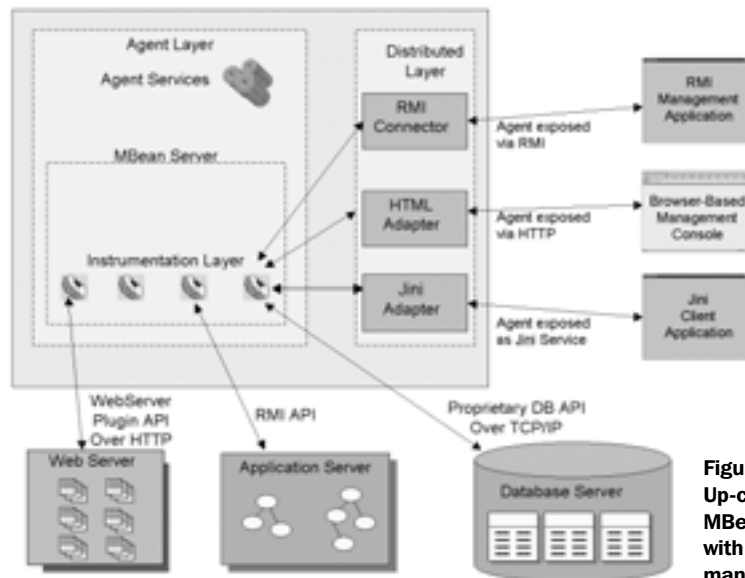 Agent Layer
Agent Services
Distributed
Layer
RMI
Connector
Agent exposed
via RMI
RMI
Management
Application
MBean Server
HTML
Adapter
Agent exposed
via HTTP
Browser-Based
Management
Console
Instrumentation Layer
Jini
Adapter
Agent exposed
as Jini Service
Jini
Client
Application
WebServer
Plugin API
Over HTTP
RMI API
Proprietary DB API
Over TCP/IP
Web Server
Application Server
Database Server
Figu
Up-c
MBe
with
man